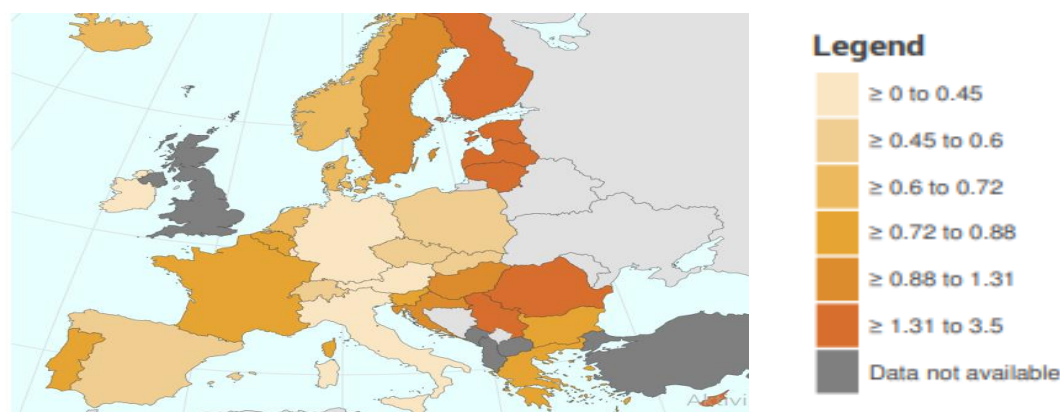 Legend
≥ 0 to 0.45
≥ 0.45 to 0.6
≥ 0.6 to 0.72
≥ 0.72 to 0.88
≥ 0.88 to 1.31
≥ 1.31 to 3.5
Data not available
Aktivi